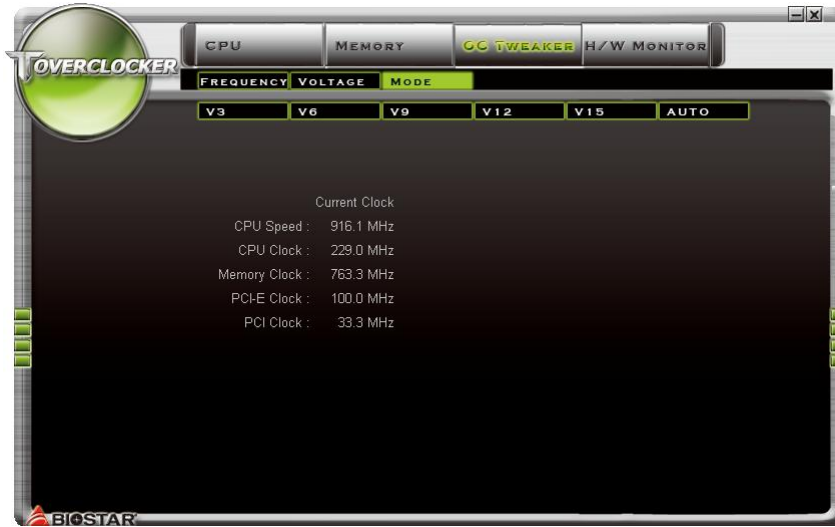 CPU MEMORY OC TWEAKER H/W MONITOR
TOVERCLOCKER
FREQUENCY VOLTAGE MODE
V3 V6 V9 V12 V15 AUTO
Current Clock
CPU Speed : 916.1 MHz
CPU Clock : 229.0 MHz
Memory Clock : 763.3 MHz
PCI-E Clock : 100.0 MHz
PCI Clock : 33.3 MHz
BIOSTAR